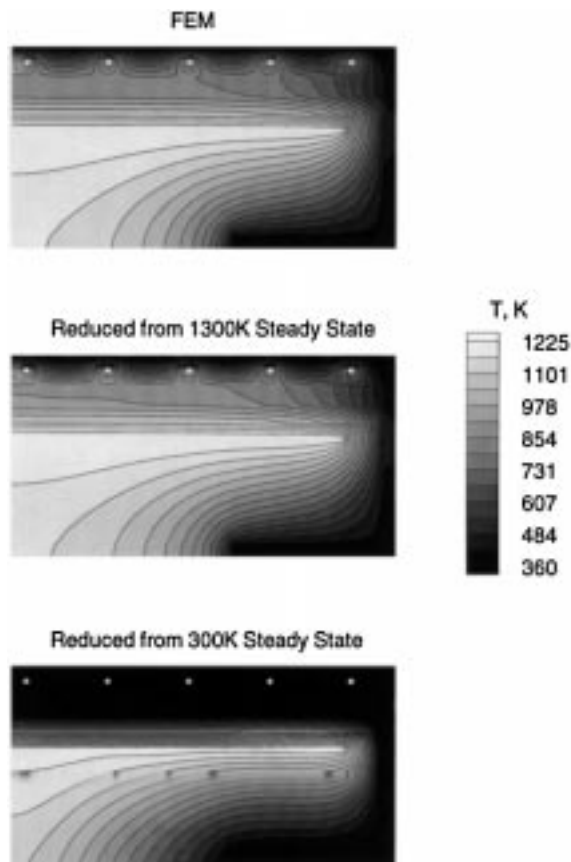 FEM
Reduced from 1300K Steady State
T, K
1225
1101
978
854
731
607
484
360
Reduced from 300K Steady State